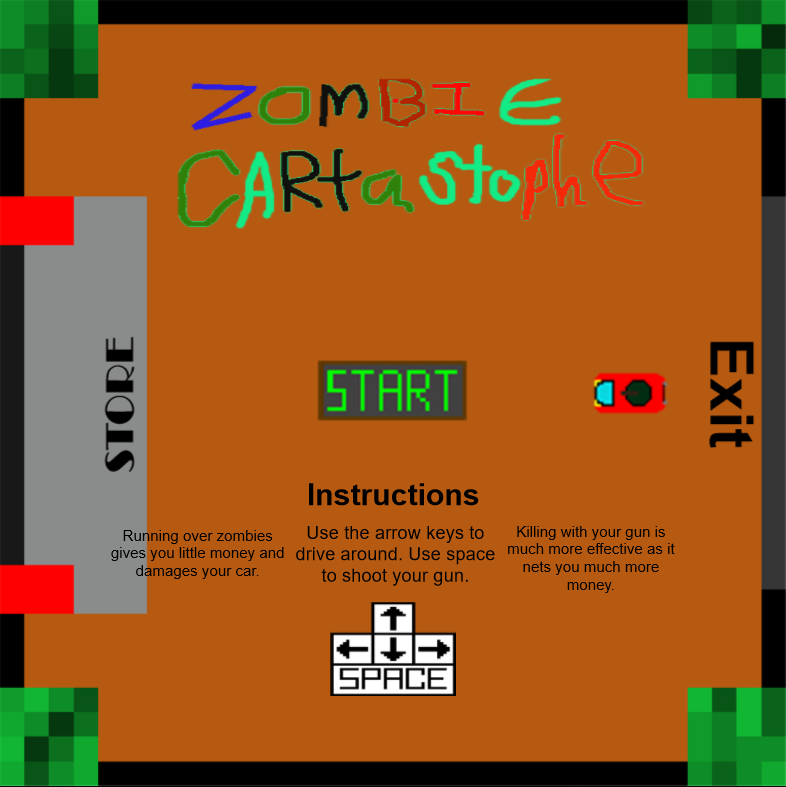 ZOMBIE
CARtastophe
STORE
START
Exit
Instructions
Running over zombies
gives you little money and
damages your car.
Use the arrow keys to
drive around. Use space
to shoot your gun.
Killing with your gun is
much more effective as it
nets you much more
money.
SPACE